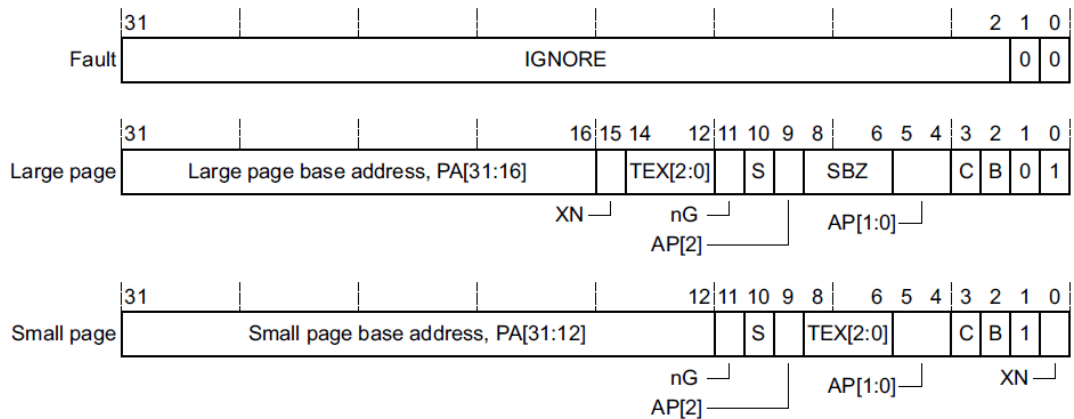 31 2 1 0
Fault IGNORE 0 0
31 16 15 14 12 11 10 9 8 6 5 4 3 2 1 0
Large page Large page base address, PA[31:16] TEX[2:0] S SBZ C B 0 1
XN nG AP[1:0]
AP[2]
31 12 11 10 9 8 6 5 4 3 2 1 0
Small page Small page base address, PA[31:12] S TEX[2:0] C B 1
nG AP[1:0] XN
AP[2]